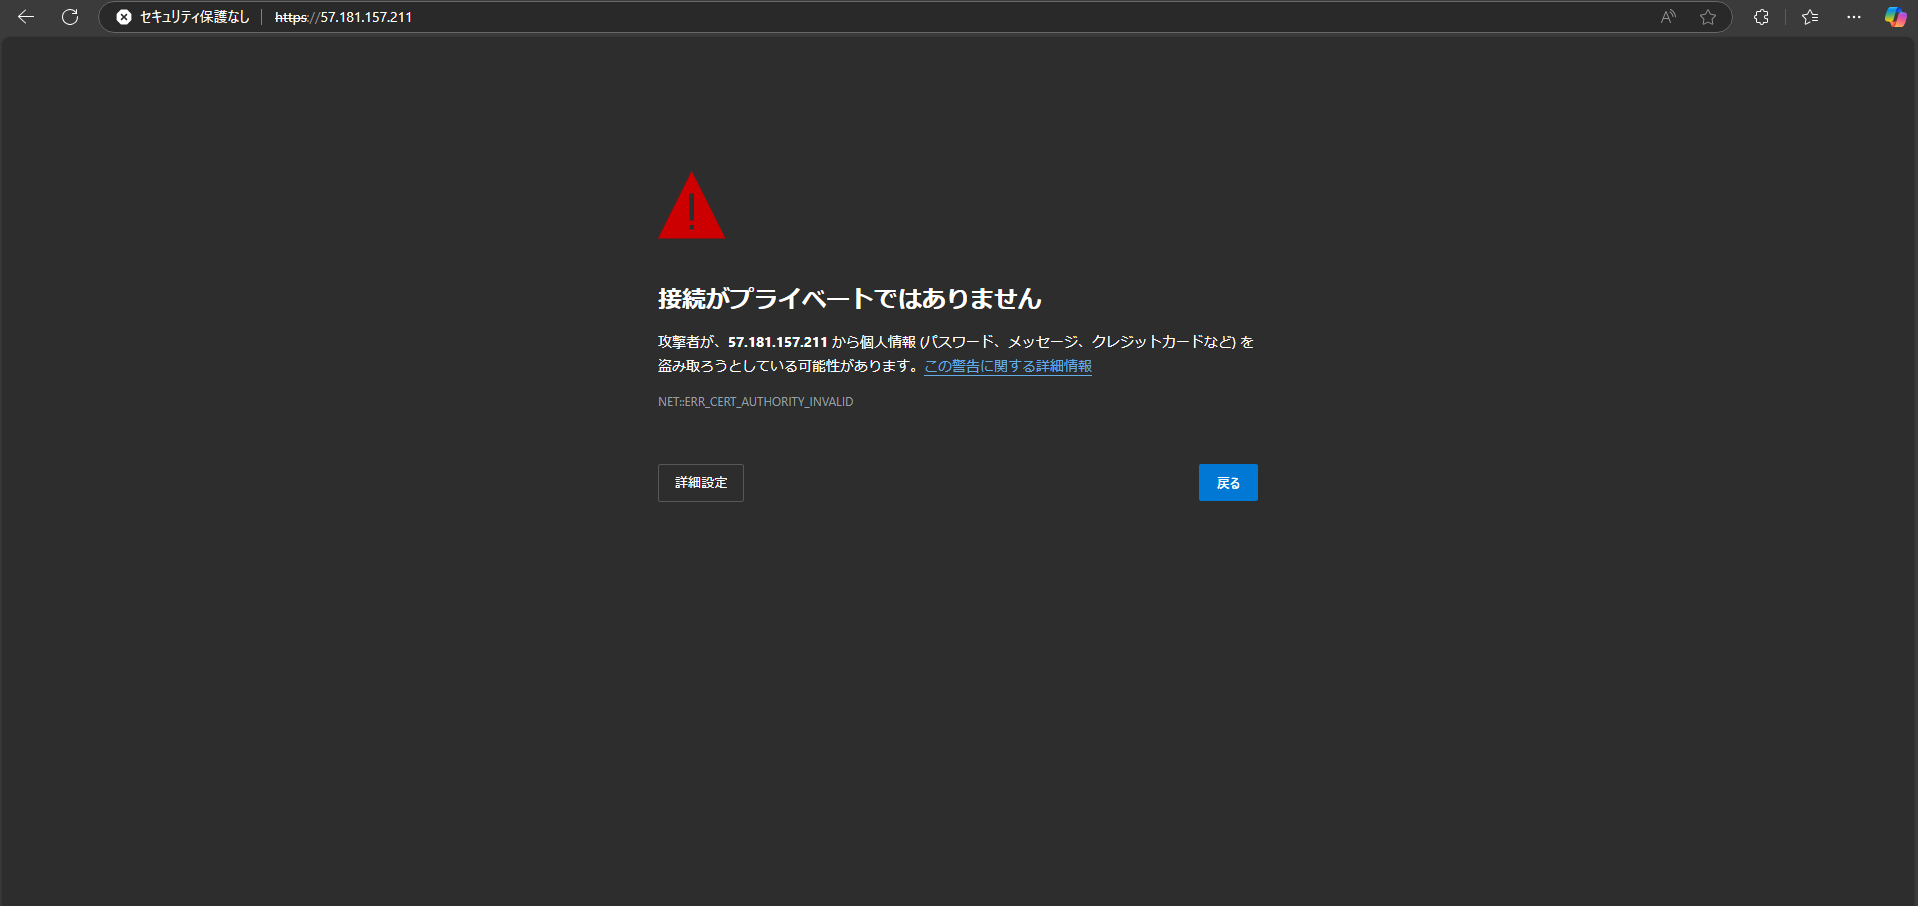 セキュリティ保護なし https://57.181.157.211
接続がプライベートではありません
攻撃者が、57.181.157.211 から個人情報 (パスワード、メッセージ、クレジットカードなど) を
盗み取ろうとしている可能性があります。この警告に関する詳細情報
NET::ERR_CERT_AUTHORITY_INVALID
詳細設定 戻る